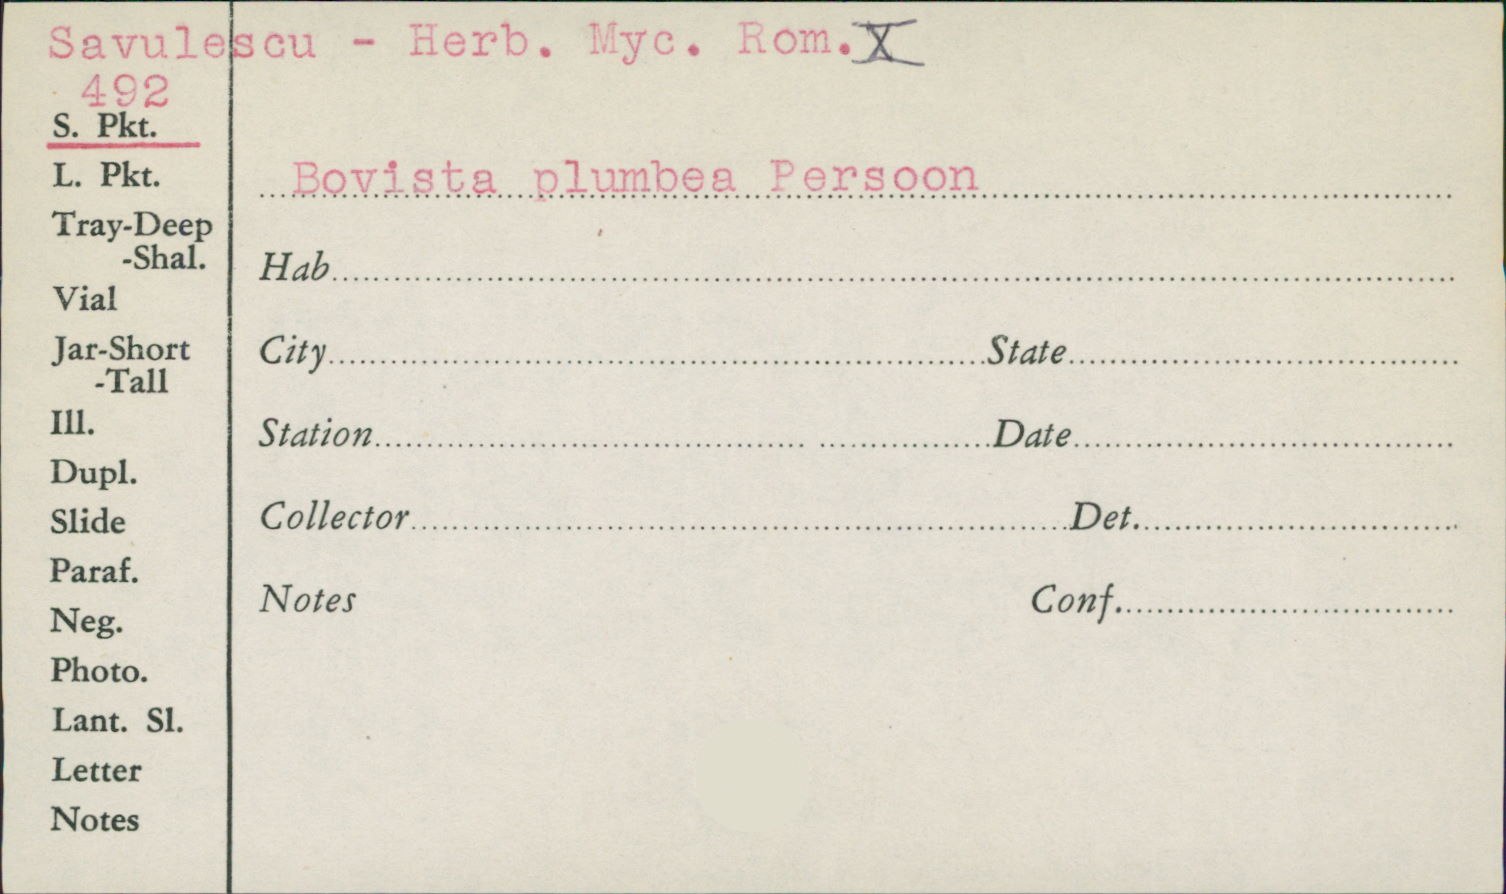 Savulescu - Herb. Myc. Rom. X
492
S. Pkt.
L. Pkt.
Bovista plumbea Persoon
Tray-Deep
-Shal.
Hab
Vial
Jar-Short
-Tall
City State
Ill.
Station Date
Dupl.
Slide
Collector Det.
Paraf.
Neg.
Notes Conf.
Photo.
Lant. Sl.
Letter
Notes